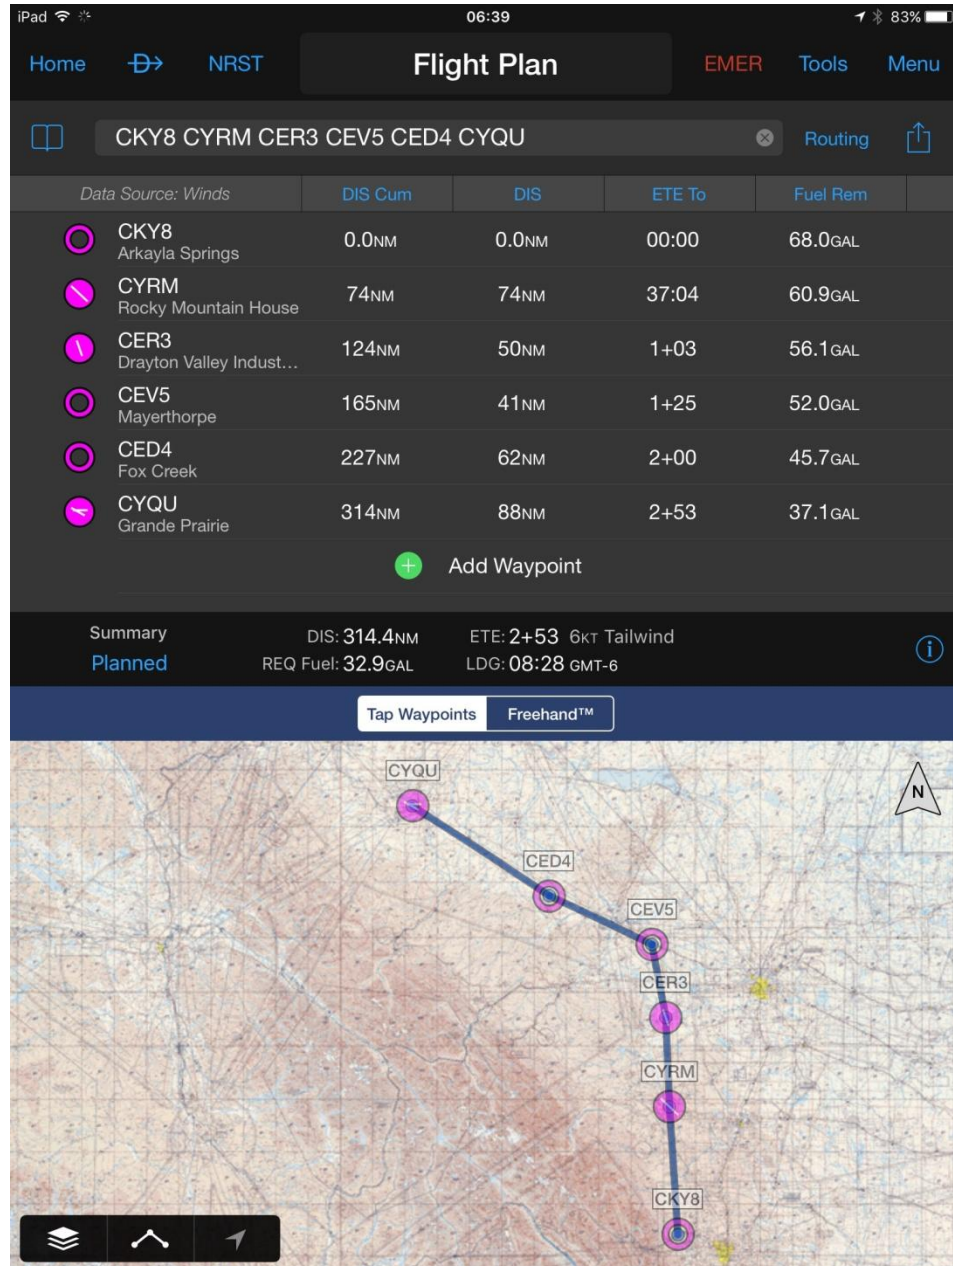 iPad 06:39 83%
Home D NRST Flight Plan EMER Tools Menu
CKY8 CYRM CER3 CEV5 CED4 CYQU Routing
Data Source: Winds DIS Cum DIS ETE To Fuel Rem
CKY8 0.0NM 0.0NM 00:00 68.0GAL
Arkayla Springs
CYRM 74NM 74NM 37:04 60.9GAL
Rocky Mountain House
CER3 124NM 50NM 1+03 56.1GAL
Drayton Valley Indust...
CEV5 165NM 41NM 1+25 52.0GAL
Mayerthorpe
CED4 227NM 62NM 2+00 45.7GAL
Fox Creek
CYQU 314NM 88NM 2+53 37.1GAL
Grande Prairie
Add Waypoint
Summary DIS: 314.4NM ETE: 2+53 6KT Tailwind
Planned REQ Fuel: 32.9GAL LDG: 08:28 GMT-6
Tap Waypoints Freehand™
CYQU
N
CED4
CEV5
CER3
CYRM
CKY8